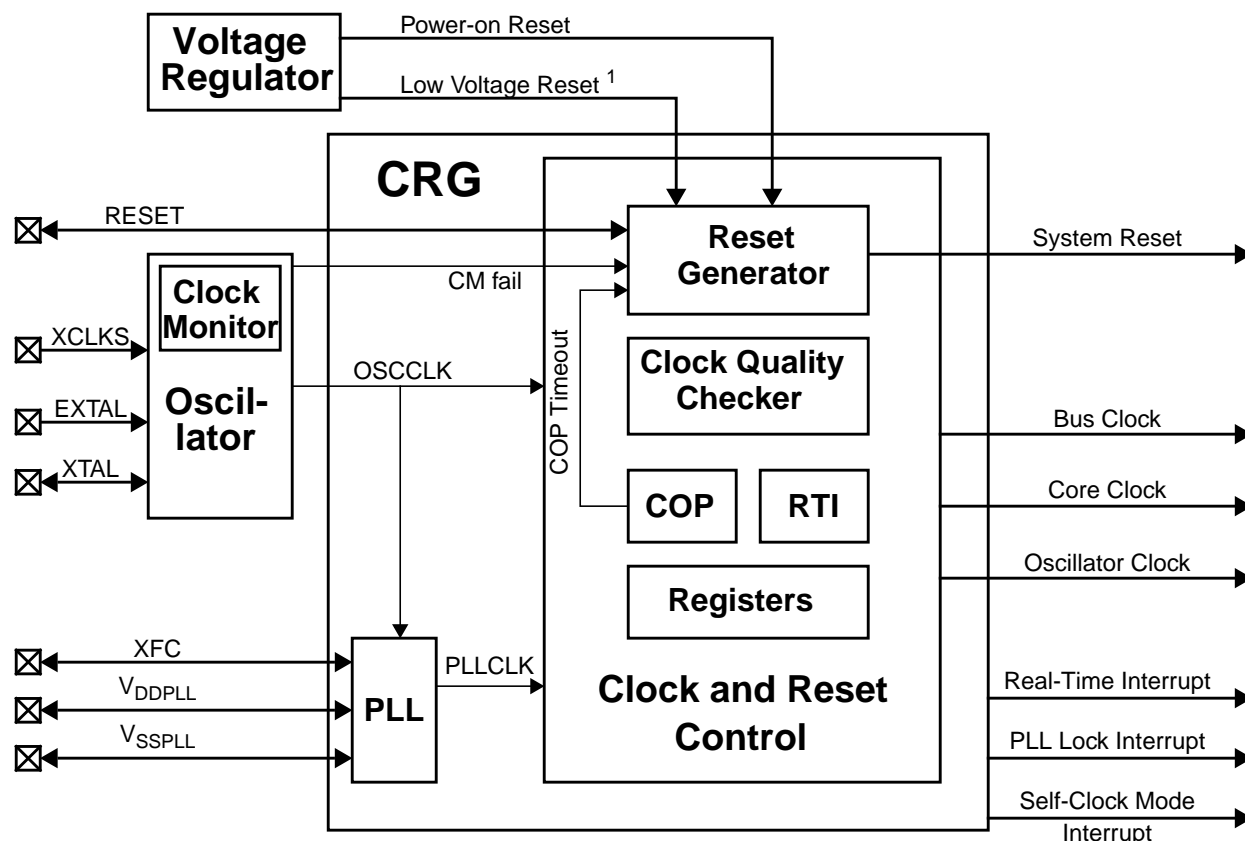 Voltage
Regulator
Power-on Reset
Low Voltage Reset 1
CRG
RESET
Reset
Generator
System Reset
CM fail
Clock
Monitor
XCLKS
OSCCLK
COP Timeout
Clock Quality
Checker
EXTAL
Oscil-
lator
Bus Clock
XTAL
COP
RTI
Core Clock
Oscillator Clock
Registers
XFC
VDDPLL
VSSPLL
PLL
PLLCLK
Clock and Reset
Control
Real-Time Interrupt
PLL Lock Interrupt
Self-Clock Mode
Interrupt